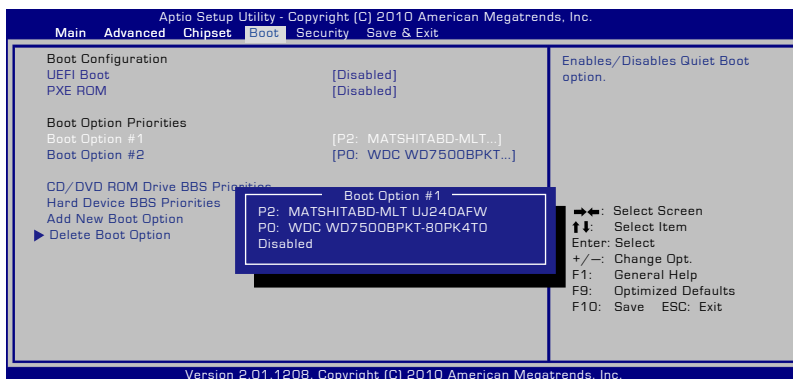 Aptio Setup Utility - Copyright (C) 2010 American Megatrends, Inc.
Main Advanced Chipset Boot Security Save & Exit
Boot Configuration
UEFI Boot [Disabled]
PXE ROM [Disabled]
Boot Option Priorities
Boot Option #1 [P2: MATSHITABD-MLT...]
Boot Option #2 [P0: WDC WD7500BPKT...]
CD/DVD ROM Drive BBS Priorities
Hard Device BBS Priorities
Add New Boot Option
Delete Boot Option
Boot Option #1
P2: MATSHITABD-MLT UJ240AFW
P0: WDC WD7500BPKT-80PK4T0
Disabled
Enables/Disables Quiet Boot
option.
→←: Select Screen
↑↓: Select Item
Enter: Select
+/—: Change Opt.
F1: General Help
F9: Optimized Defaults
F10: Save ESC: Exit
Version 2.01.1208. Copyright (C) 2010 American Megatrends, Inc.